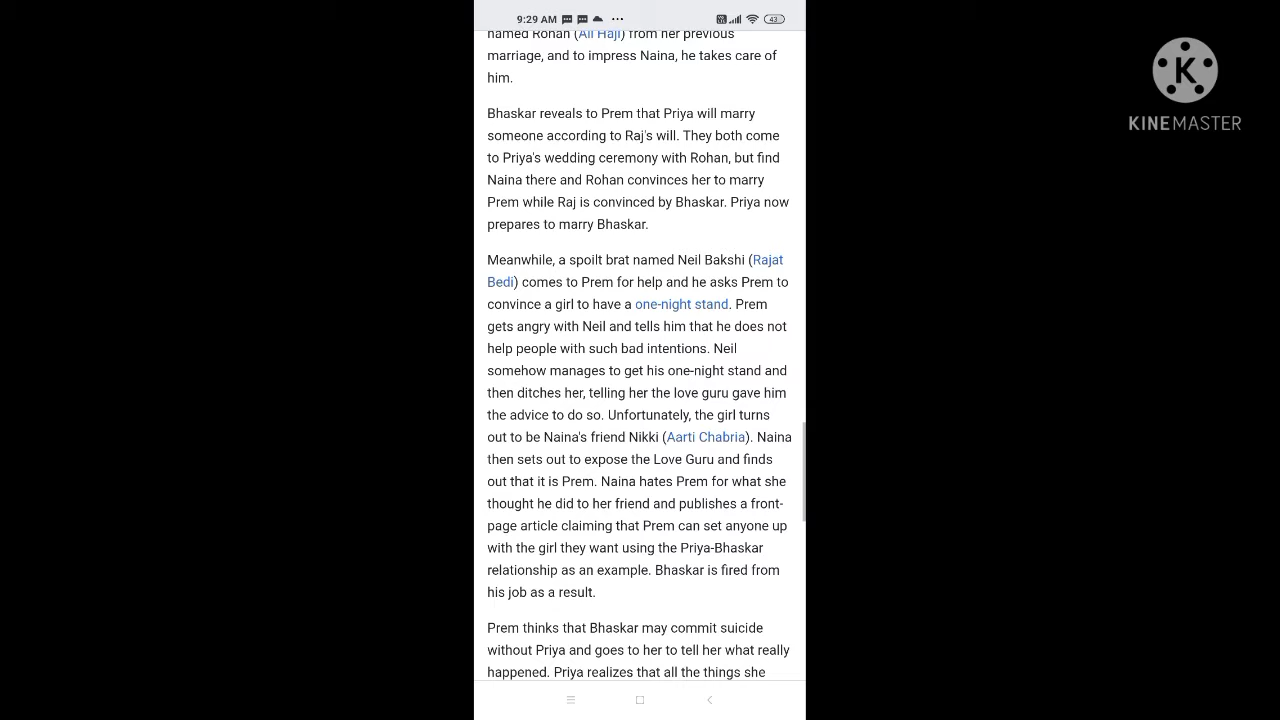 9:29 AM
43
named Rohan (Ali Haji) from her previous
marriage, and to impress Naina, he takes care of
him.
Bhaskar reveals to Prem that Priya will marry
someone according to Raj's will. They both come
to Priya's wedding ceremony with Rohan, but find
Naina there and Rohan convinces her to marry
Prem while Raj is convinced by Bhaskar. Priya now
prepares to marry Bhaskar.
Meanwhile, a spoilt brat named Neil Bakshi (Rajat
Bedi) comes to Prem for help and he asks Prem to
convince a girl to have a one-night stand. Prem
gets angry with Neil and tells him that he does not
help people with such bad intentions. Neil
somehow manages to get his one-night stand and
then ditches her, telling her the love guru gave him
the advice to do so. Unfortunately, the girl turns
out to be Naina's friend Nikki (Aarti Chabria). Naina
then sets out to expose the Love Guru and finds
out that it is Prem. Naina hates Prem for what she
thought he did to her friend and publishes a front-
page article claiming that Prem can set anyone up
with the girl they want using the Priya-Bhaskar
relationship as an example. Bhaskar is fired from
his job as a result.
Prem thinks that Bhaskar may commit suicide
without Priya and goes to her to tell her what really
happened. Priya realizes that all the things she
K
KINEMASTER